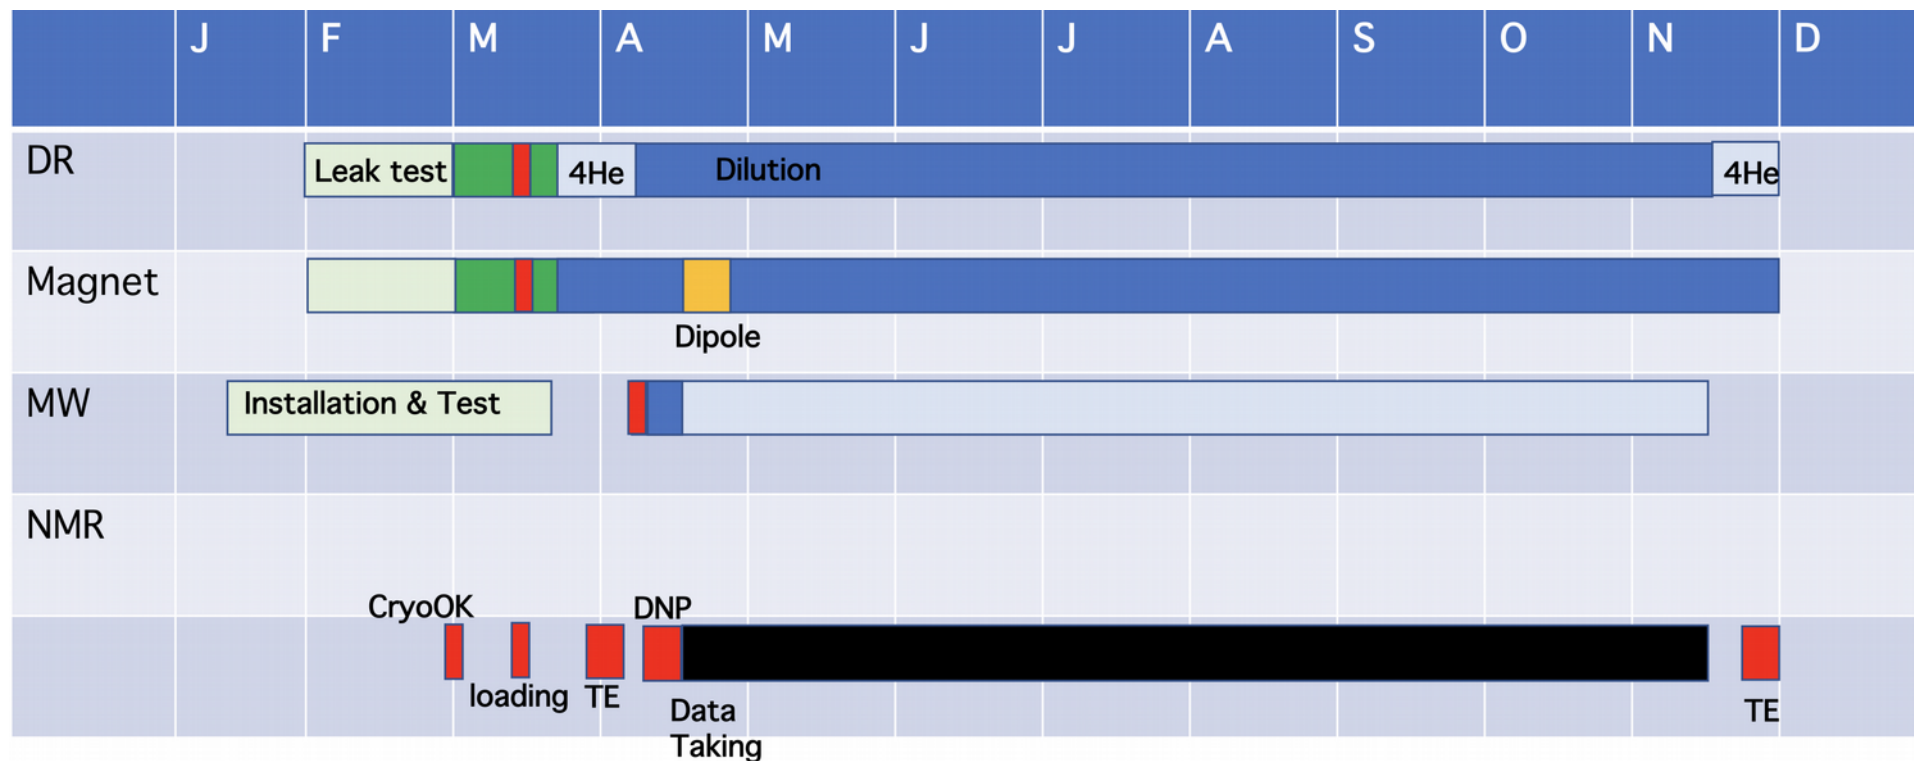 J F M A M J J A S O N D
DR Leak test 4He Dilution 4He
Magnet
Dipole
MW Installation & Test
NMR
CryoOK DNP
loading TE
Data
Taking
TE